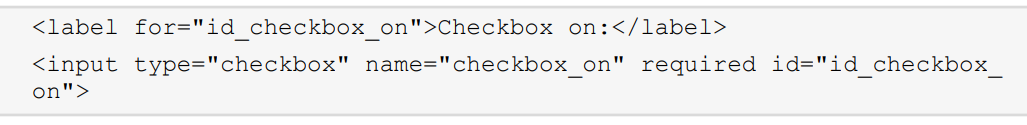 <label for="id_checkbox_on">Checkbox on:</label>
<input type="checkbox" name="checkbox_on" required id="id_checkbox_
on">